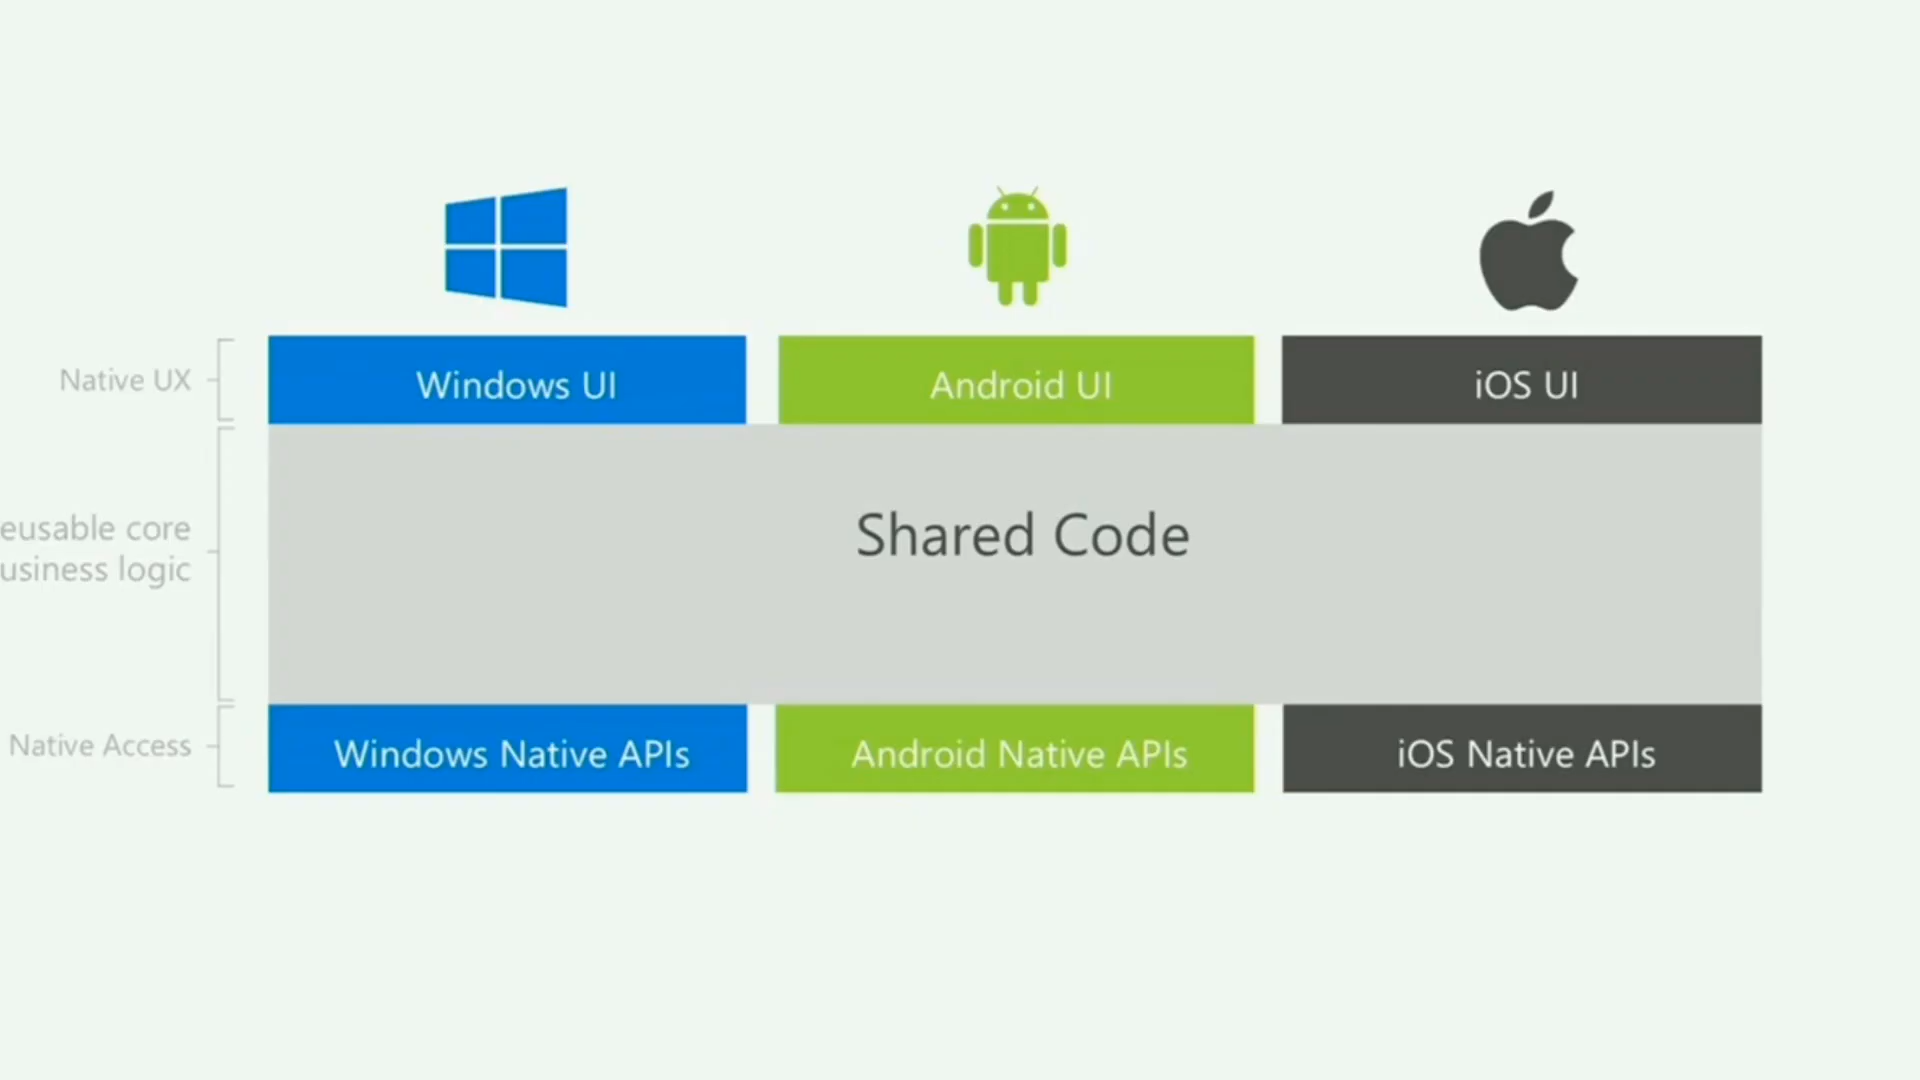 Windows UI
Android UI
iOS UI
Native UX
Shared Code
eusable core
usiness logic
Native Access
Windows Native APIs
Android Native APIs
iOS Native APIs